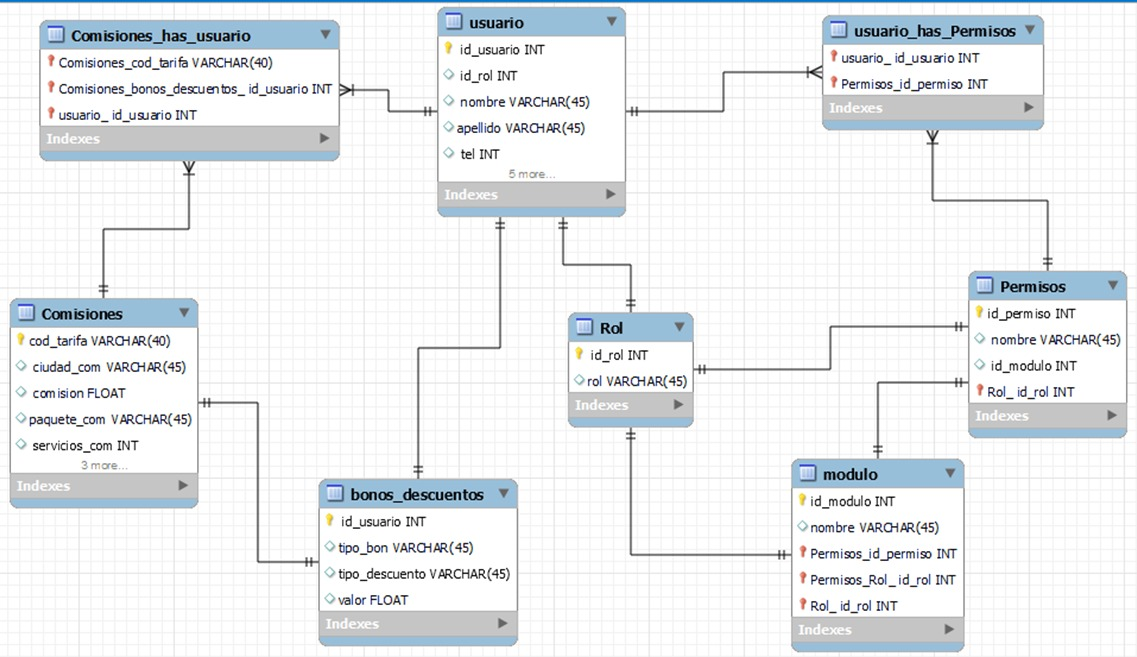 Comisiones_has_usuario
Comisiones_cod_tarifa VARCHAR(40)
Comisiones_bonos_descuentos_ id_usuario INT
usuario_ id_usuario INT
Indexes
usuario
id_usuario INT
id_rol INT
nombre VARCHAR(45)
apellido VARCHAR(45)
tel INT
5 more...
Indexes
usuario_has_Permisos
usuario_ id_usuario INT
Permisos_id_permiso INT
Indexes
Comisiones
cod_tarifa VARCHAR(40)
ciudad_com VARCHAR(45)
comision FLOAT
paquete_com VARCHAR(45)
servicios_com INT
3 more...
Indexes
Rol
id_rol INT
rol VARCHAR(45)
Indexes
Permisos
id_permiso INT
nombre VARCHAR(45)
id_modulo INT
Rol_ id_rol INT
Indexes
bonos_descuentos
id_usuario INT
tipo_bon VARCHAR(45)
tipo_descuento VARCHAR(45)
valor FLOAT
Indexes
modulo
id_modulo INT
nombre VARCHAR(45)
Permisos_id_permiso INT
Permisos_Rol_ id_rol INT
Rol_ id_rol INT
Indexes